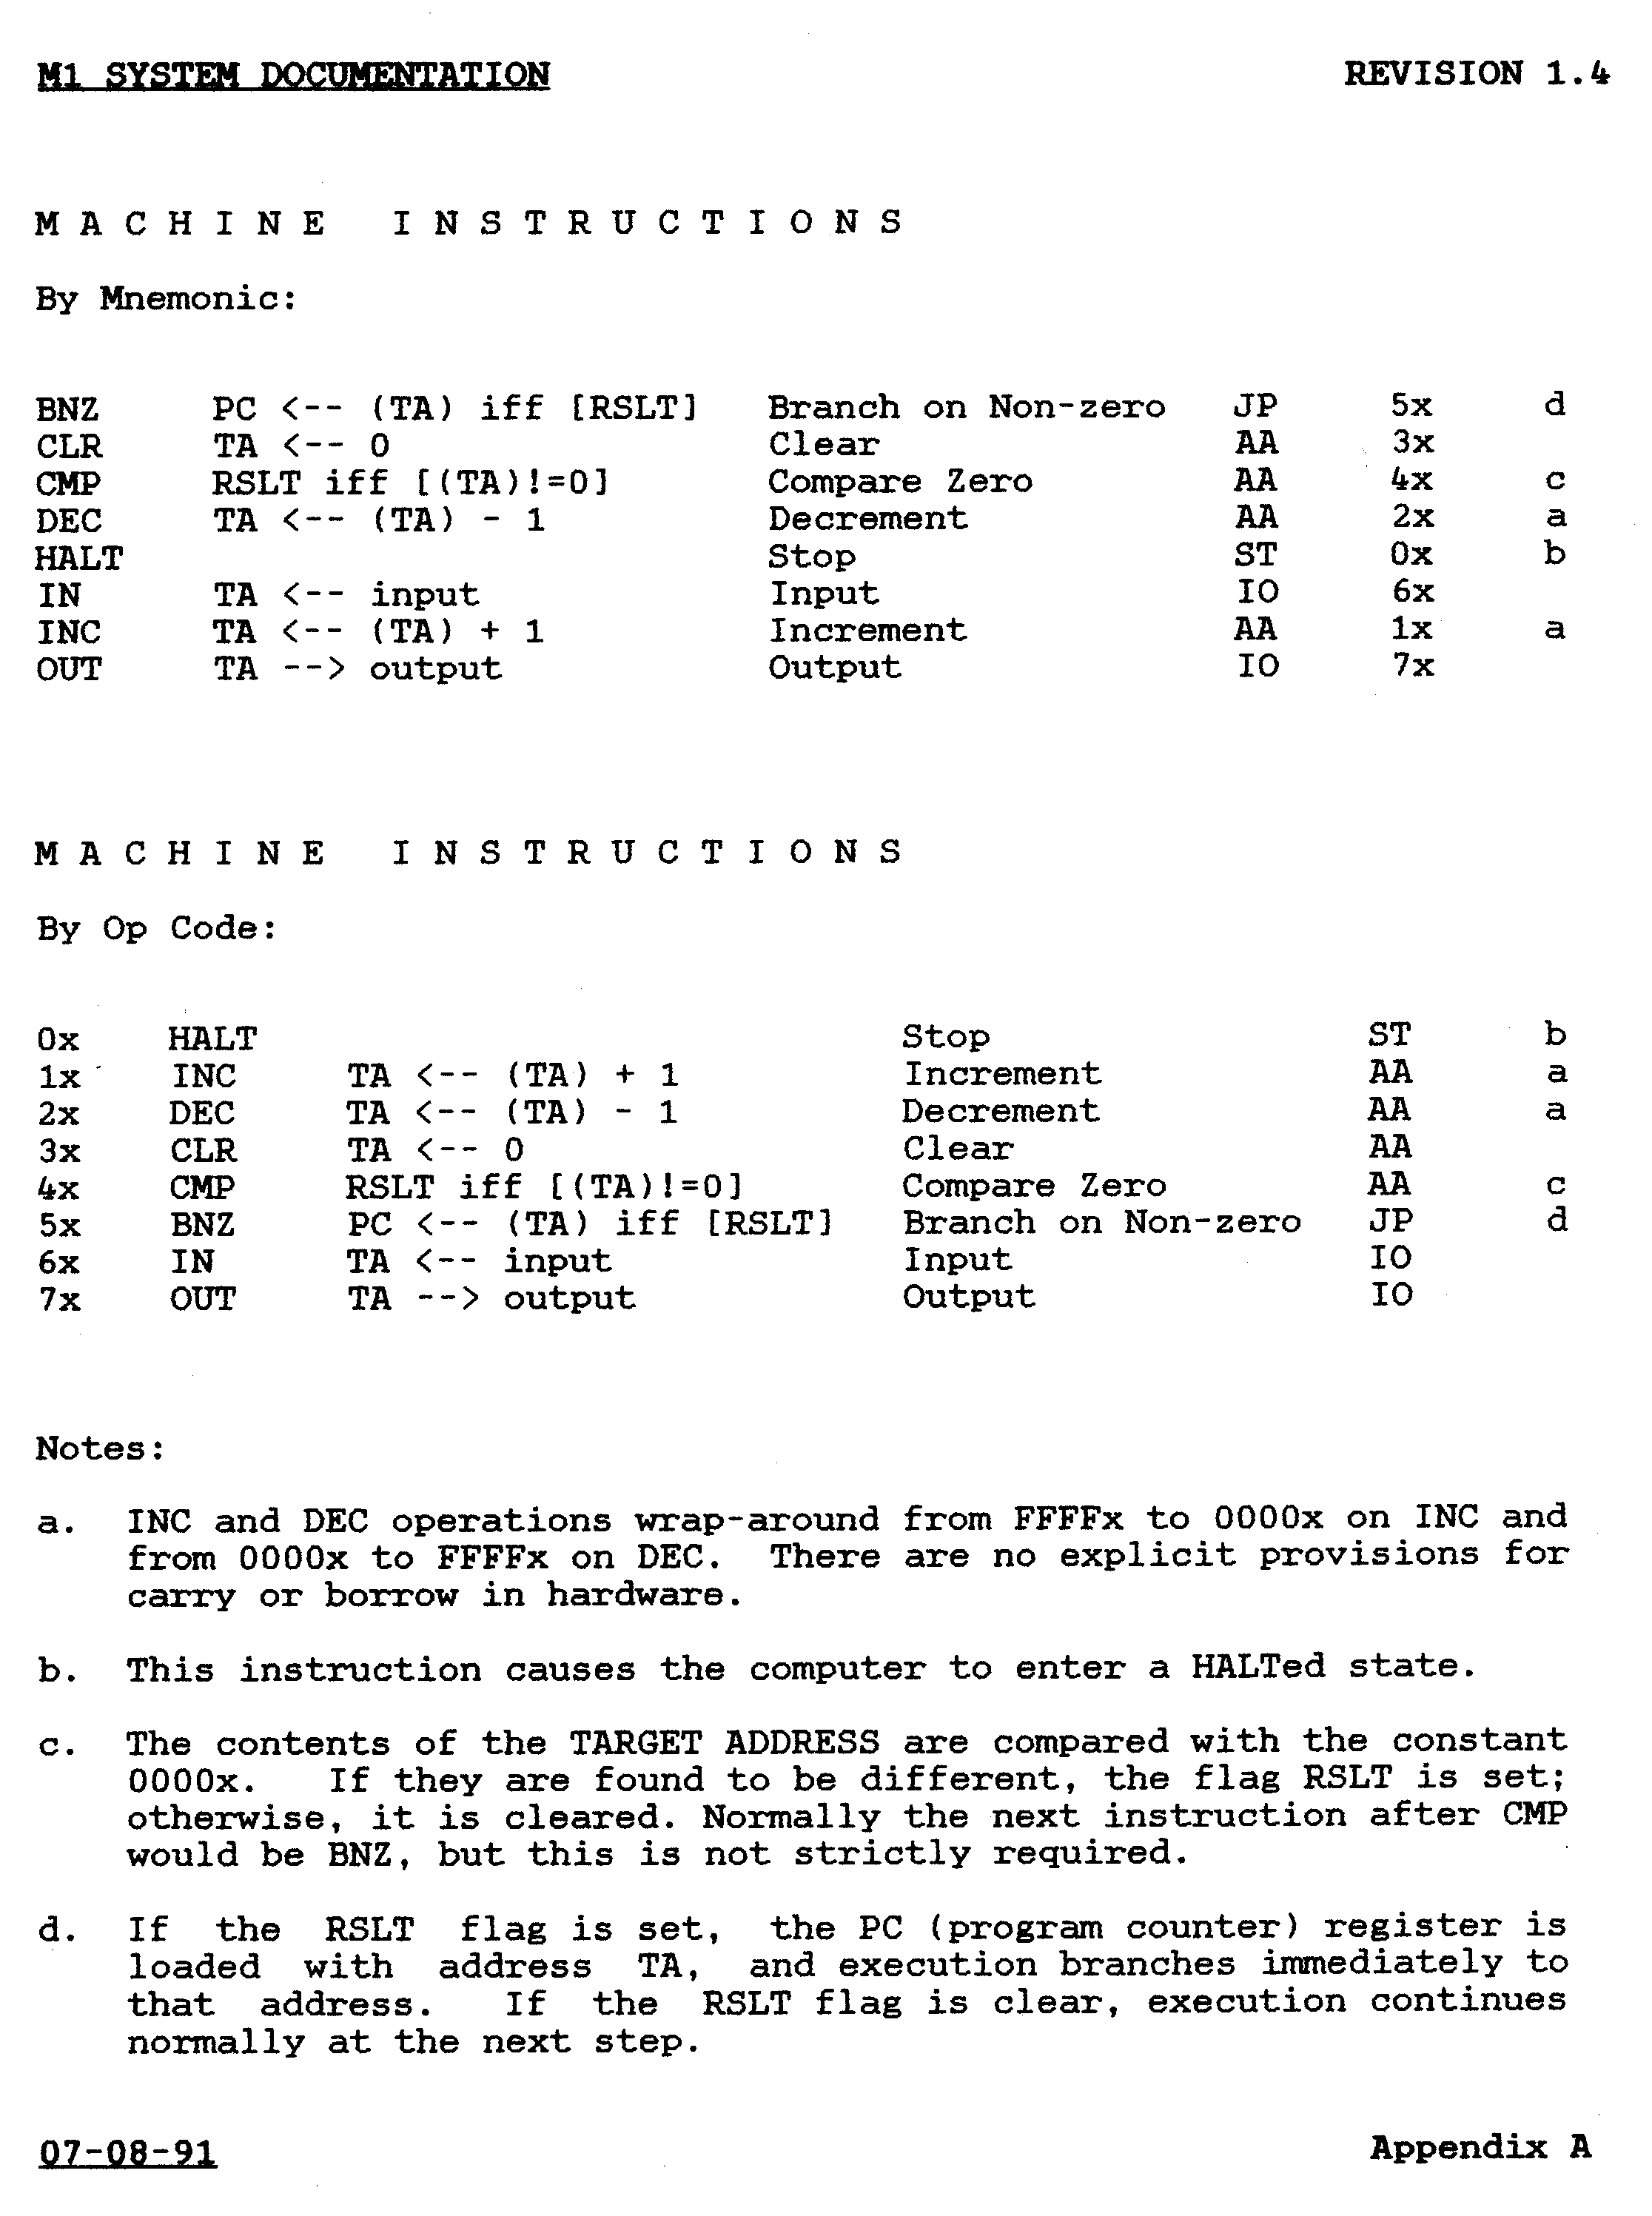 M1 SYSTEM DOCUMENTATION REVISION 1.4
M A C H I N E I N S T R U C T I O N S
By Mnemonic:
BNZ PC <-- (TA) iff [RSLT] Branch on Non-zero JP 5x d
CLR TA <-- 0 Clear AA 3x
CMP RSLT iff [(TA)!=0] Compare Zero AA 4x c
DEC TA <-- (TA) - 1 Decrement AA 2x a
HALT Stop ST 0x b
IN TA <-- input Input IO 6x
INC TA <-- (TA) + 1 Increment AA 1x a
OUT TA --> output Output IO 7x
M A C H I N E I N S T R U C T I O N S
By Op Code:
0x HALT Stop ST b
1x INC TA <-- (TA) + 1 Increment AA a
2x DEC TA <-- (TA) - 1 Decrement AA a
3x CLR TA <-- 0 Clear AA
4x CMP RSLT iff [(TA)!=0] Compare Zero AA c
5x BNZ PC <-- (TA) iff [RSLT] Branch on Non-zero JP d
6x IN TA <-- input Input IO
7x OUT TA --> output Output IO
Notes:
a. INC and DEC operations wrap-around from FFFFx to 0000x on INC and
from 0000x to FFFFx on DEC. There are no explicit provisions for
carry or borrow in hardware.
b. This instruction causes the computer to enter a HALTed state.
c. The contents of the TARGET ADDRESS are compared with the constant
0000x. If they are found to be different, the flag RSLT is set;
otherwise, it is cleared. Normally the next instruction after CMP
would be BNZ, but this is not strictly required.
d. If the RSLT flag is set, the PC (program counter) register is
loaded with address TA, and execution branches immediately to
that address. If the RSLT flag is clear, execution continues
normally at the next step.
07-08-91 Appendix A